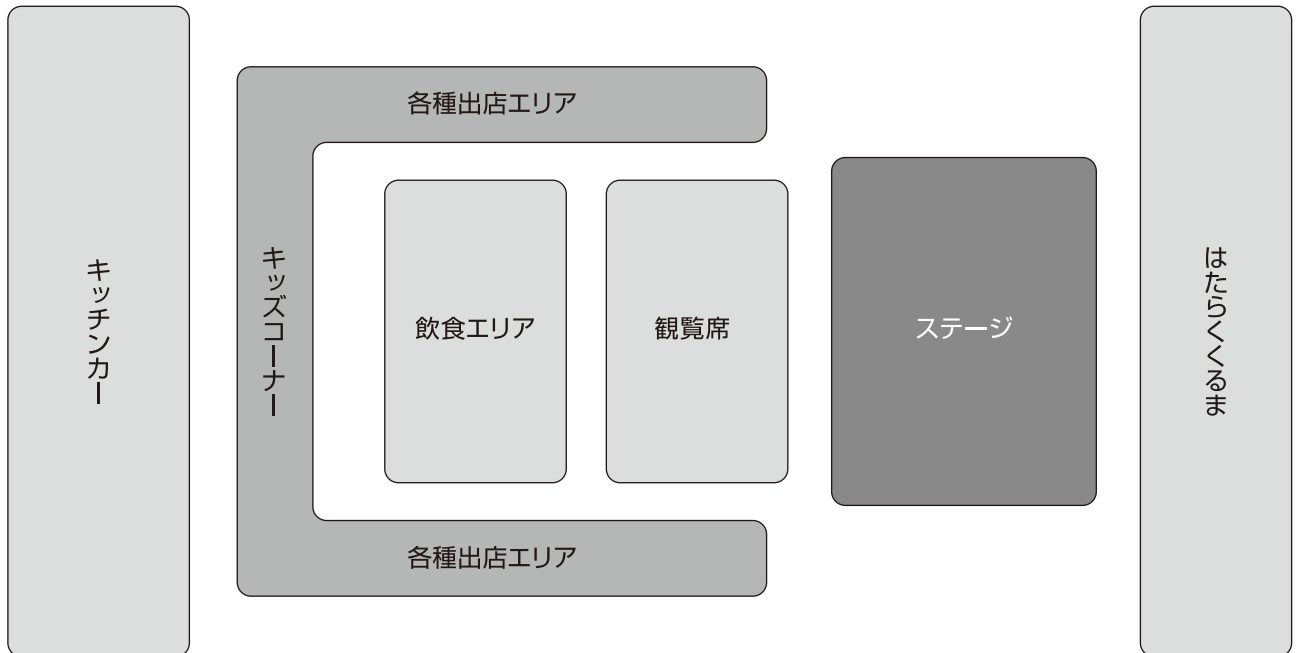 各種出店エリア
キッチンカー
キッズコーナー
飲食エリア
観覧席
ステージ
はたらくくるま
各種出店エリア